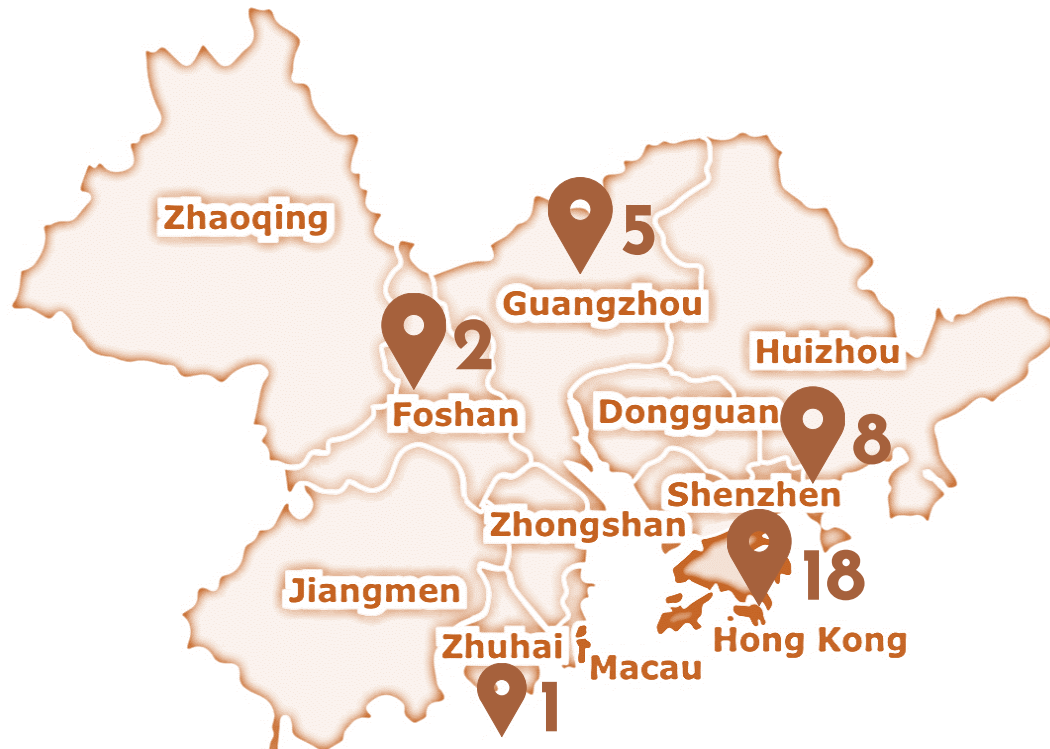 Zhaoqing
5
Guangzhou
2
Huizhou
Foshan
Dongguan
8
Shenzhen
Zhongshan
18
Jiangmen
Hong Kong
Zhuhai
Macau
1